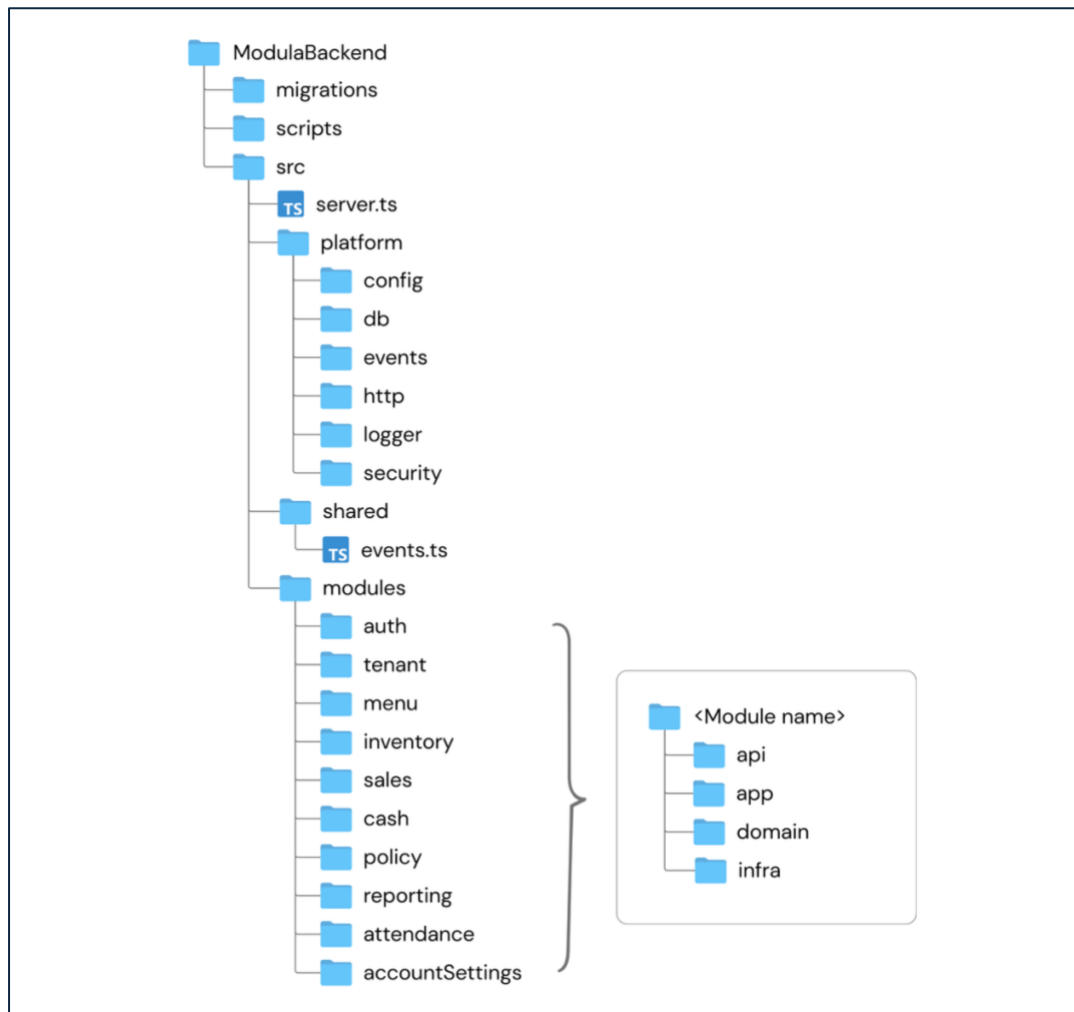 ModulaBackend
migrations
scripts
src
TS server.ts
platform
config
db
events
http
logger
security
shared
TS events.ts
modules
auth
tenant
menu
inventory
sales
cash
policy
reporting
attendance
accountSettings
<Module name>
api
app
domain
infra